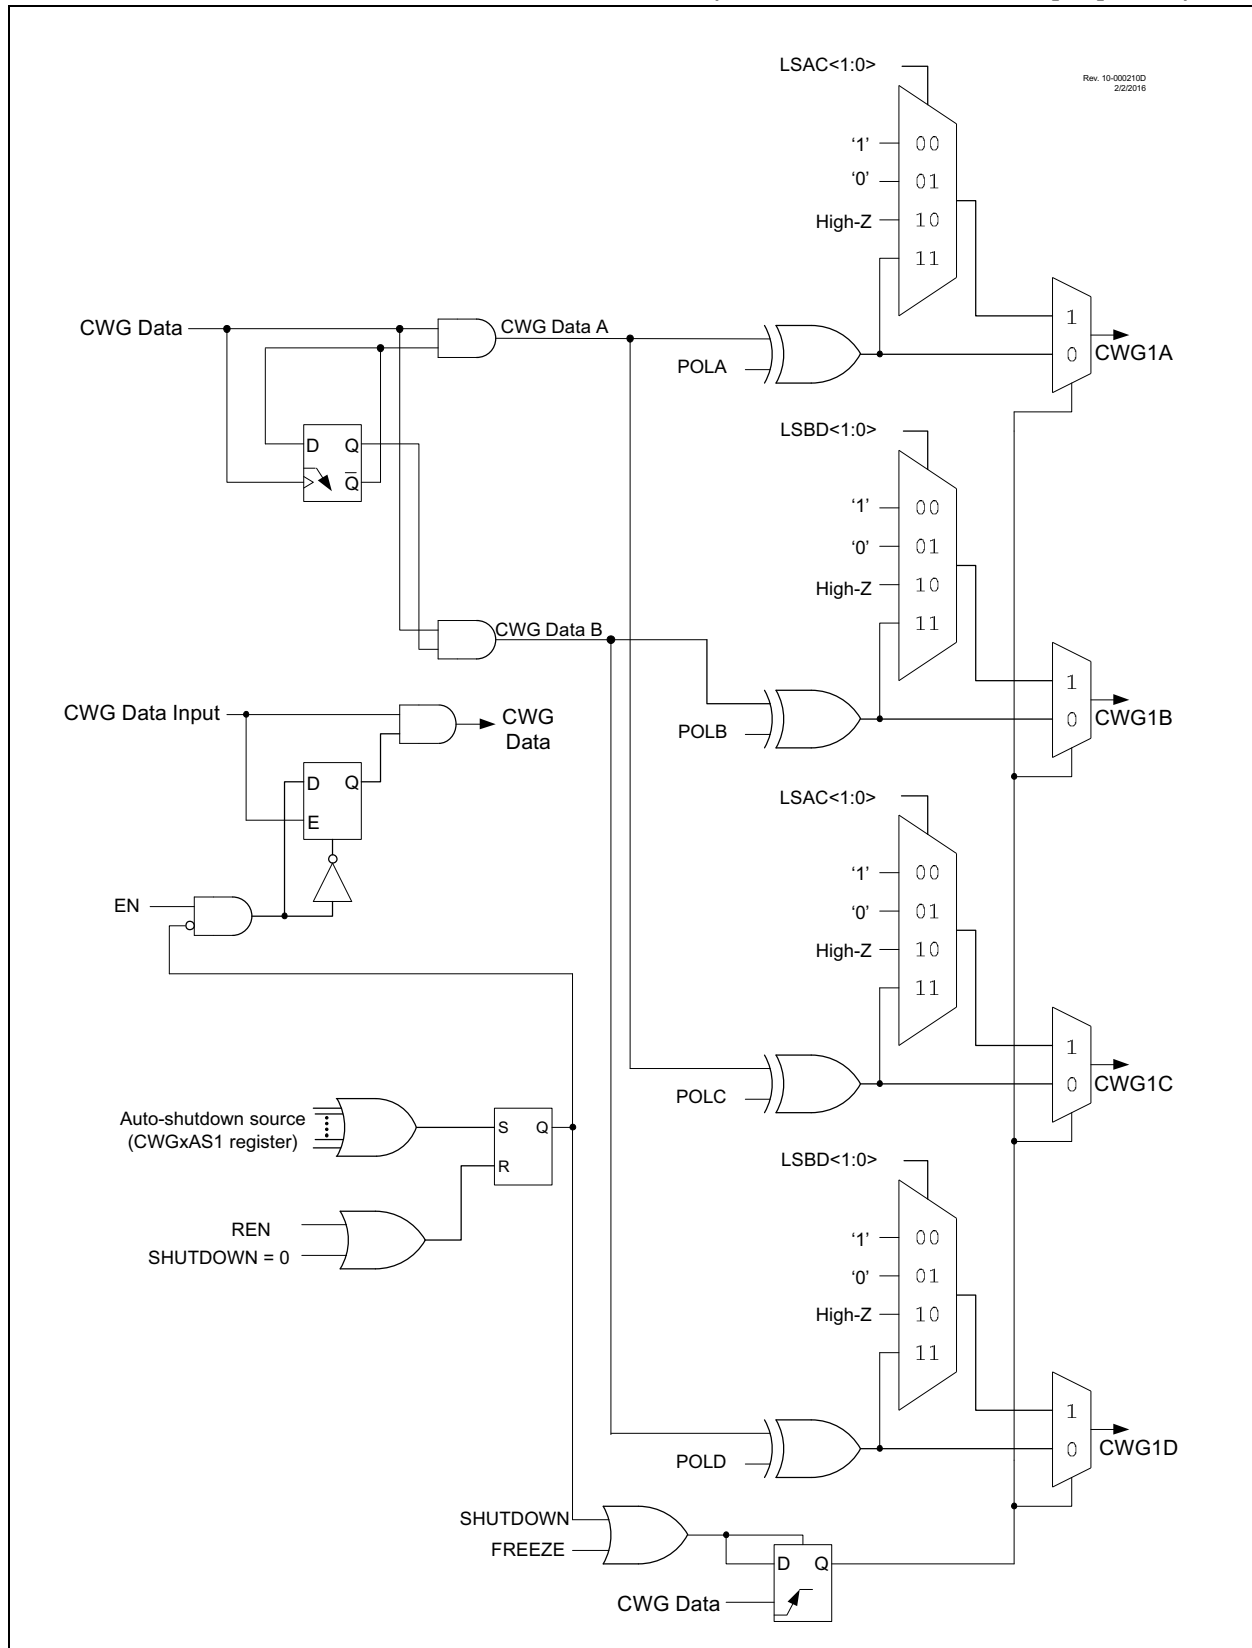 LSAC<1:0>
Rev. 10-000210D
2/2/2016
‘1’
00
‘0’
01
High-Z
10
11
CWG Data
CWG Data A
1
0
CWG1A
POLA
D
Q
Q
LSBD<1:0>
‘1’
00
‘0’
01
High-Z
10
11
CWG Data B
1
0
CWG1B
POLB
CWG Data Input
CWG
Data
D
Q
E
LSAC<1:0>
‘1’
00
‘0’
01
High-Z
10
11
EN
1
0
CWG1C
POLC
Auto-shutdown source
(CWGxAS1 register)
S
Q
R
REN
SHUTDOWN = 0
LSBD<1:0>
‘1’
00
‘0’
01
High-Z
10
11
1
0
CWG1D
POLD
SHUTDOWN
FREEZE
D
Q
CWG Data